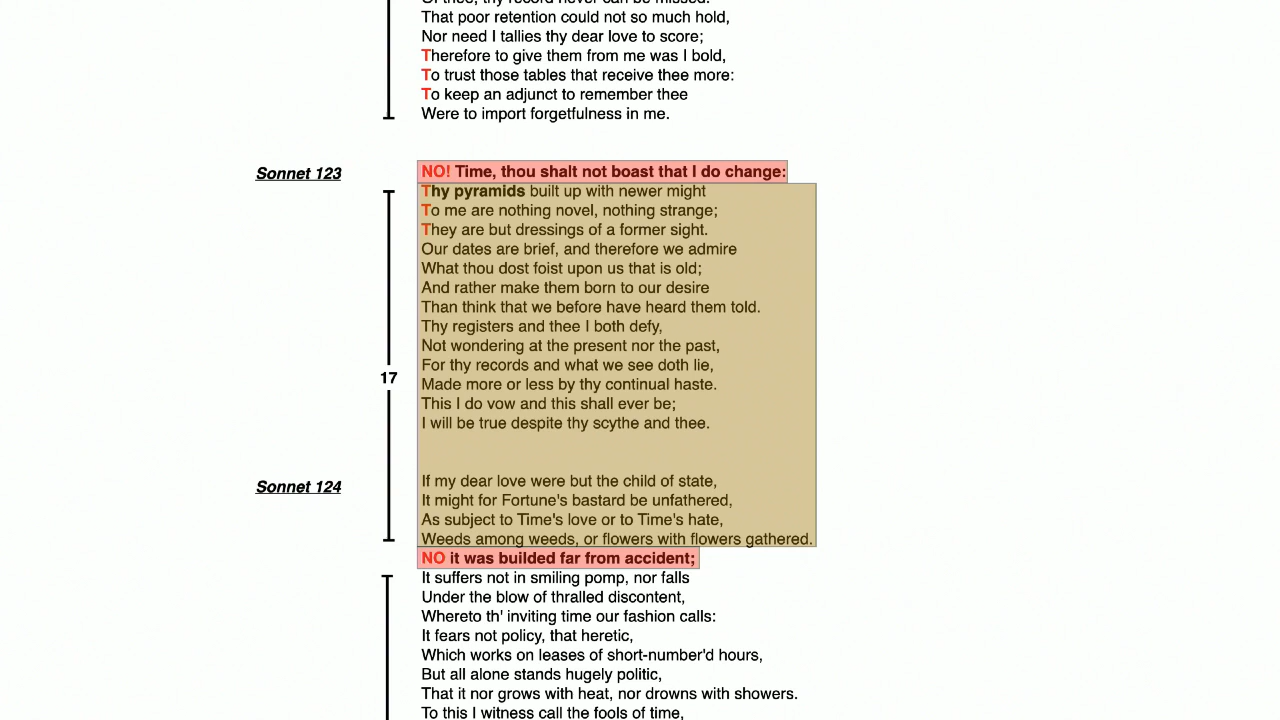 Of thee, thy record never can be missed.
That poor retention could not so much hold,
Nor need I tallies thy dear love to score;
Therefore to give them from me was I bold,
To trust those tables that receive thee more:
To keep an adjunct to remember thee
Were to import forgetfulness in me.
Sonnet 123
NO! Time, thou shalt not boast that I do change:
Thy pyramids built up with newer might
To me are nothing novel, nothing strange;
They are but dressings of a former sight.
Our dates are brief, and therefore we admire
What thou dost foist upon us that is old;
And rather make them born to our desire
Than think that we before have heard them told.
Thy registers and thee I both defy,
Not wondering at the present nor the past,
For thy records and what we see doth lie,
17
Made more or less by thy continual haste.
This I do vow and this shall ever be;
I will be true despite thy scythe and thee.
Sonnet 124
If my dear love were but the child of state,
It might for Fortune's bastard be unfathered,
As subject to Time's love or to Time's hate,
Weeds among weeds, or flowers with flowers gathered.
NO it was builded far from accident;
It suffers not in smiling pomp, nor falls
Under the blow of thralled discontent,
Whereto th' inviting time our fashion calls:
It fears not policy, that heretic,
Which works on leases of short-number'd hours,
But all alone stands hugely politic,
That it nor grows with heat, nor drowns with showers.
To this I witness call the fools of time,